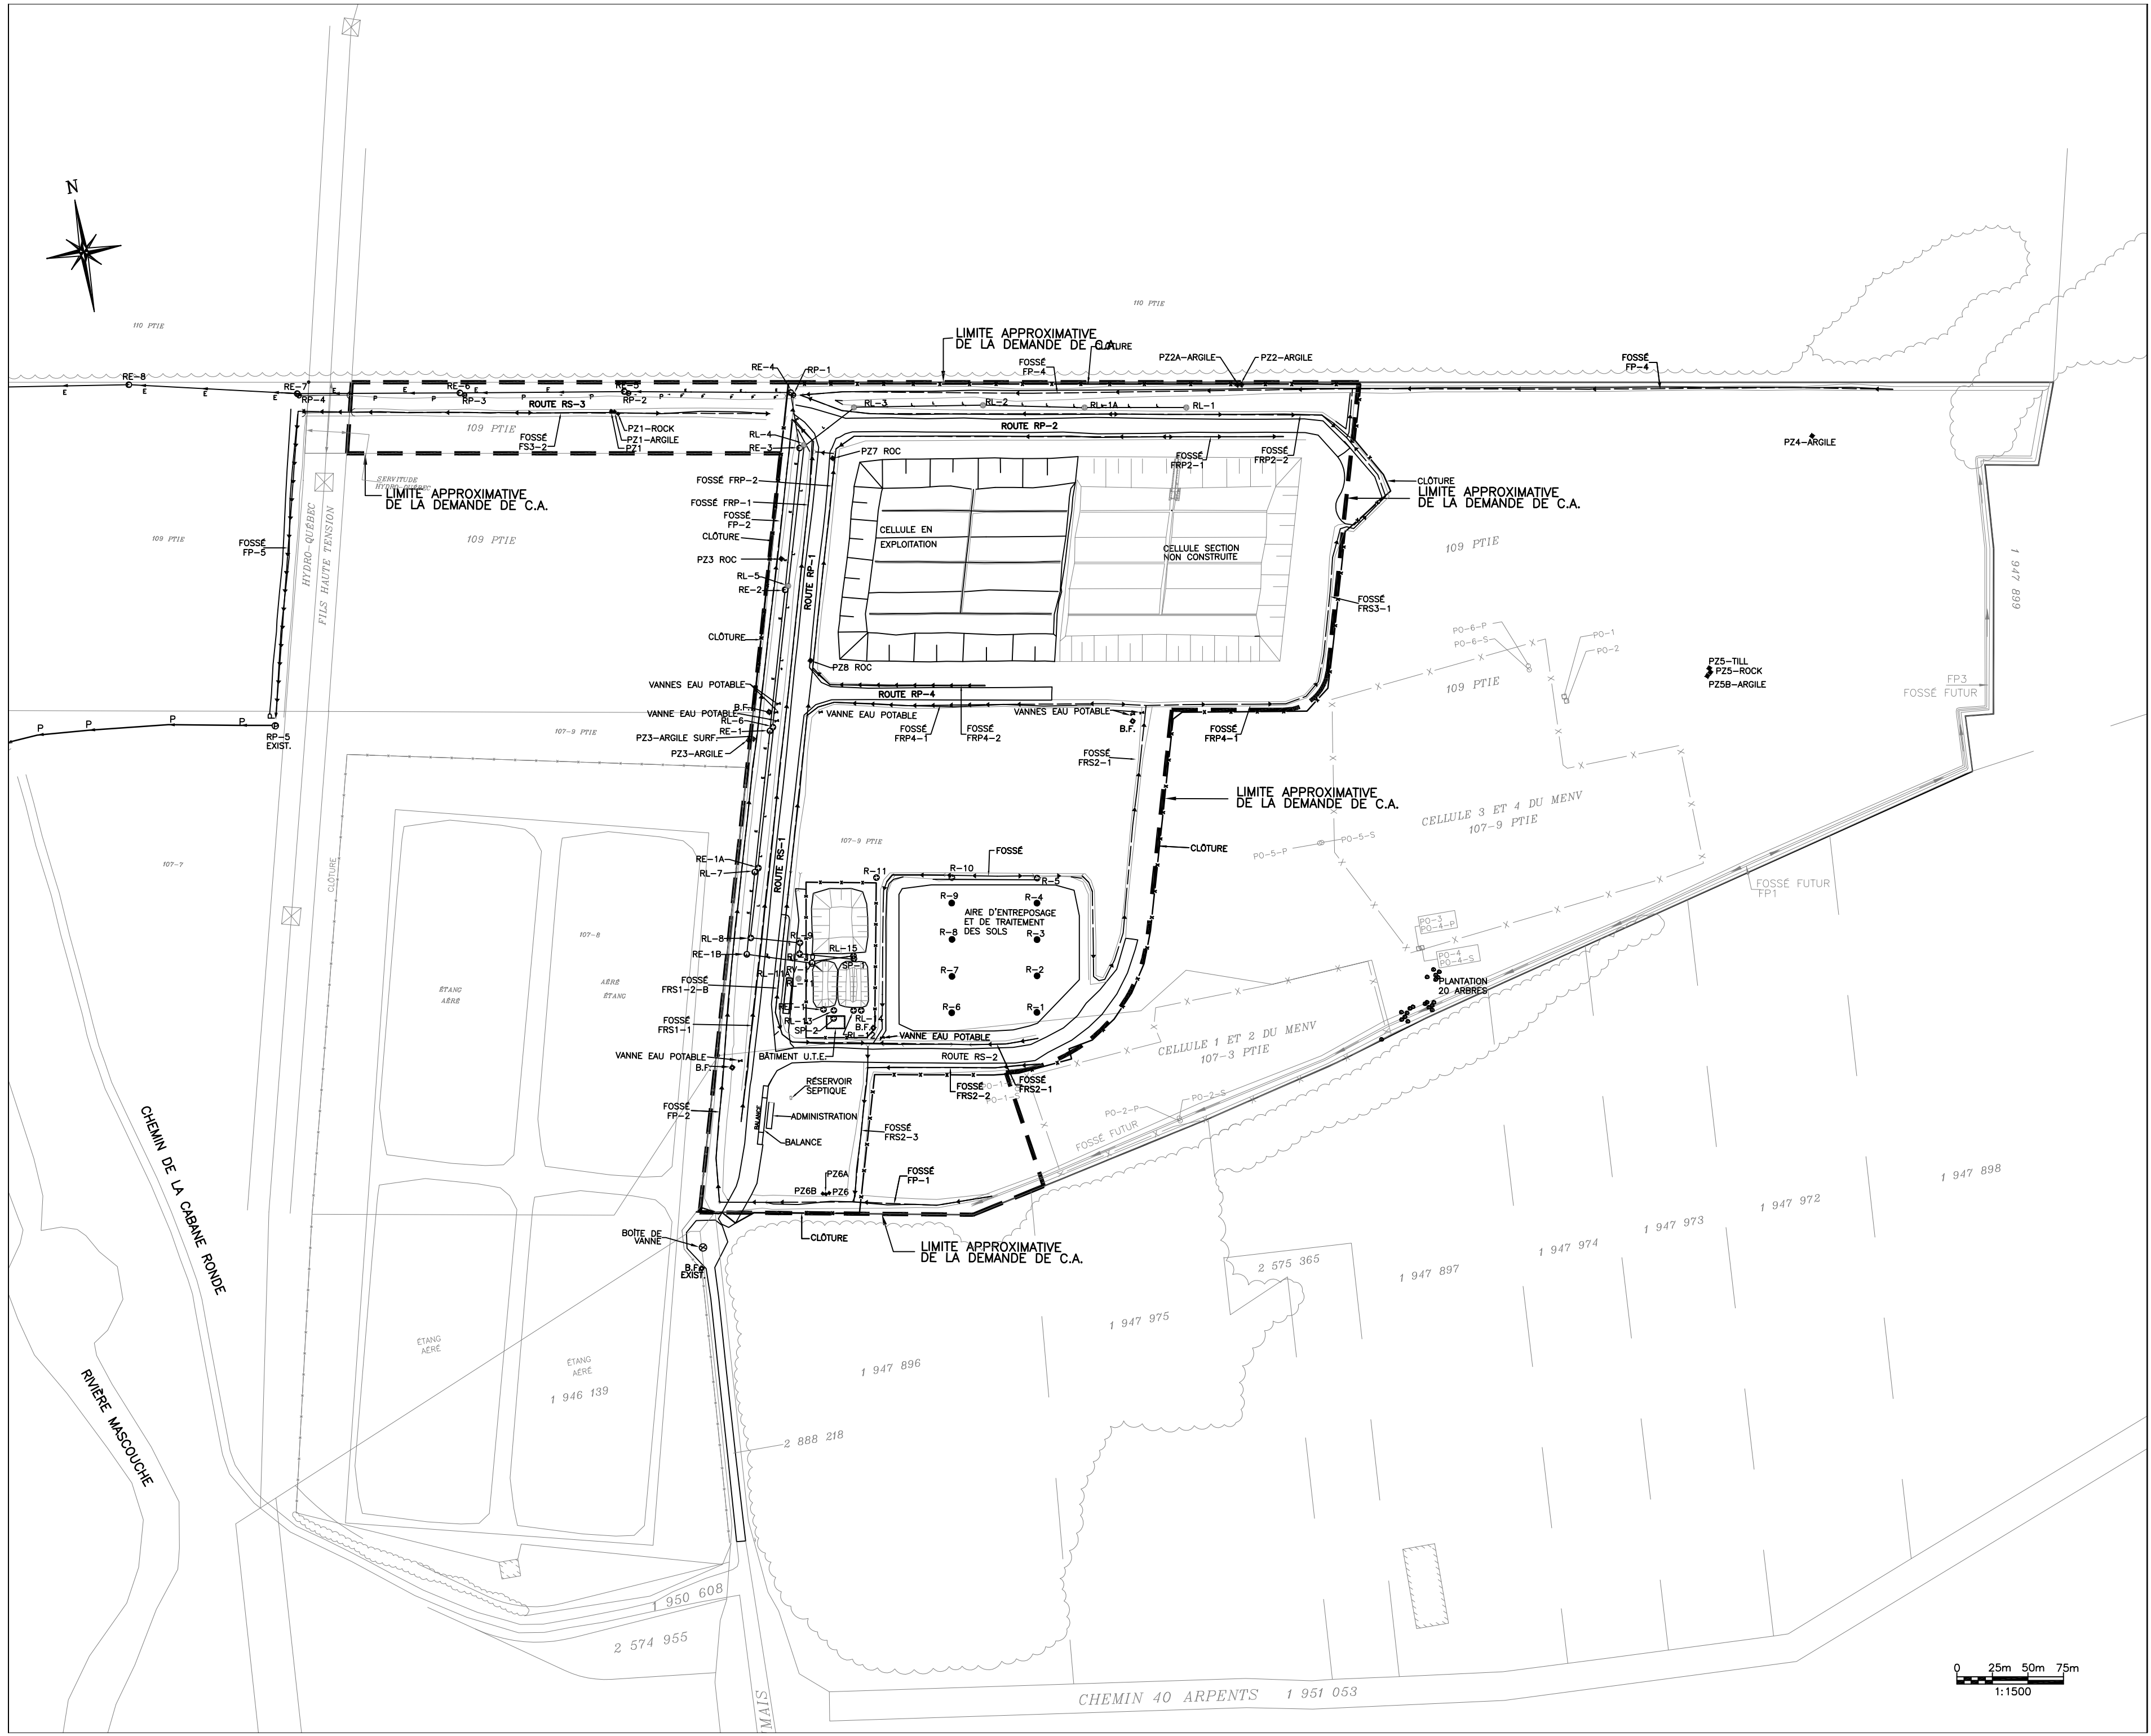 N
110 PTIE
110 PTIE
LIMITE APPROXIMATIVE
DE LA DEMANDE DE C.A.
CLÔTURE
FOSSÉ
FP-4
PZ2A-ARGILE
PZ2-ARGILE
FOSSÉ
FP-4
RE-8
RE-7
RP-4
RE-6
RP-3
RE-5
RP-2
RE-4
RP-1
E
E
E
E
E
E
E
E
P
P
P
ROUTE RS-3
RL-3
RL-2
RL-1A
RL-1
ROUTE RP-2
109 PTIE
FOSSÉ
FS3-2
PZ1-ROCK
PZ1-ARGILE
PZ1
RL-4
RE-3
PZ7 ROC
FOSSÉ
FRP2-1
FOSSÉ
FRP2-2
PZ4-ARGILE
SERVITUDE
HYDRO-QUÉBEC
LIMITE APPROXIMATIVE
DE LA DEMANDE DE C.A.
FOSSÉ FRP-2
FOSSÉ FRP-1
FOSSÉ
FP-2
CLÔTURE
CLÔTURE
LIMITE APPROXIMATIVE
DE LA DEMANDE DE C.A.
109 PTIE
FOSSÉ
FP-5
HYDRO-QUÉBEC
FILS HAUTE TENSION
109 PTIE
CELLULE EN
EXPLOITATION
CELLULE SECTION
NON CONSTRUITE
109 PTIE
1 947 899
PZ3 ROC
RL-5
RE-2
ROUTE RP-1
FOSSÉ
FRS3-1
CLÔTURE
PO-6-P
PO-6-S
PO-1
PO-2
PZ8 ROC
PZ5-TILL
PZ5-ROCK
PZ5B-ARGILE
109 PTIE
FP3
FOSSÉ FUTUR
VANNES EAU POTABLE
ROUTE RP-4
B.F.
VANNE EAU POTABLE
RL-6
RE-1
PZ3-ARGILE SURF.
PZ3-ARGILE
VANNE EAU POTABLE
FOSSÉ
FRP4-1
FOSSÉ
FRP4-2
VANNES EAU POTABLE
B.F.
FOSSÉ
FRP4-1
P
P
P
P
RP-5
EXIST.
107-9 PTIE
FOSSÉ
FRS2-1
LIMITE APPROXIMATIVE
DE LA DEMANDE DE C.A.
CELLULE 3 ET 4 DU MENV
107-9 PTIE
107-7
CLÔTURE
107-9 PTIE
PO-5-P
PO-5-S
CLÔTURE
RE-1A
RL-7
ROUTE RS-1
R-11
R-10
FOSSÉ
R-5
FOSSÉ FUTUR
FP1
R-9
R-4
AIRE D'ENTREPOSAGE
ET DE TRAITEMENT
DES SOLS
PO-3
PO-4-P
107-8
RL-8
RE-1B
RL-9
RL-15
SP-1
RL-11A
R-8
R-3
PO-4
PO-4-S
PLANTATION
20 ARBRES
ÉTANG
AÉRÉ
AÉRÉ
ÉTANG
FOSSÉ
FRS1-2-B
R-7
R-2
FOSSÉ
FRS1-1
RL-13
SP-2
RL-14
B.F.
RL-12
R-6
R-1
VANNE EAU POTABLE
VANNE EAU POTABLE
B.F.
BÂTIMENT U.T.E.
ROUTE RS-2
CELLULE 1 ET 2 DU MENV
107-3 PTIE
RÉSERVOIR
SEPTIQUE
FOSSÉ
FRS2-2
FOSSÉ
FRS2-1
PO-1-S
FOSSÉ
FP-2
BALANCE
ADMINISTRATION
BALANCE
FOSSÉ
FRS2-3
PO-2-P
PO-2-S
FOSSÉ FUTUR
PZ6A
PZ6B
PZ6
FOSSÉ
FP-1
CHEMIN DE LA CABANE RONDE
BOÎTE DE
VANNE
B.F.
EXIST.
CLÔTURE
LIMITE APPROXIMATIVE
DE LA DEMANDE DE C.A.
1 947 898
1 947 972
1 947 973
1 947 974
2 575 365
1 947 897
1 947 975
ÉTANG
AÉRÉ
ÉTANG
AÉRÉ
1 946 139
1 947 896
RIVIÈRE MASCOUCHE
2 888 218
1 950 608
2 574 955
MAIS
CHEMIN 40 ARPENTS 1 951 053
0 25m 50m 75m
1:1500